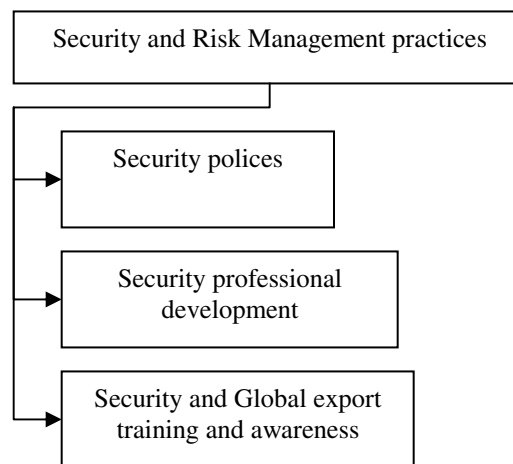 Security and Risk Management practices
Security polices
Security professional
development
Security and Global export
training and awareness